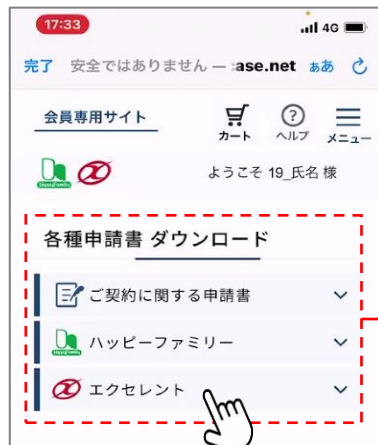 17:33
4G
完了 安全ではありません — :ase.net ああ
会員専用サイト
カート
ヘルプ
メニュー
ようこそ 19_氏名 様
各種申請書 ダウンロード
ご契約に関する申請書
ハッピーファミリー
エクセレント